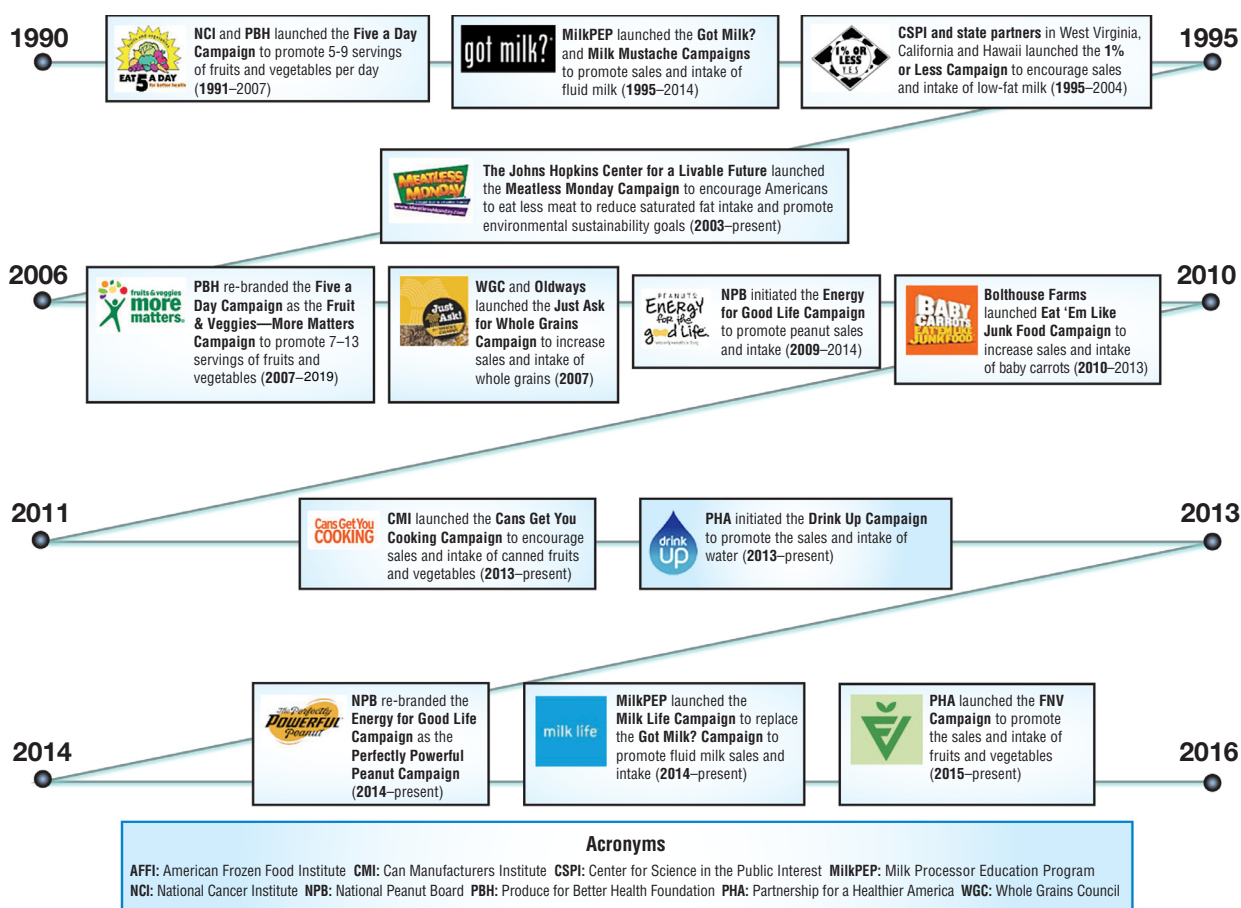 1990
EAT 5 A DAY
for better health
NCI and PBH launched the Five a Day
Campaign to promote 5-9 servings
of fruits and vegetables per day
(1991–2007)
got milk?
MilkPEP launched the Got Milk?
and Milk Mustache Campaigns
to promote sales and intake of
fluid milk (1995–2014)
1% OR
LESS
YES
CSPI and state partners in West Virginia,
California and Hawaii launched the 1%
or Less Campaign to encourage sales
and intake of low-fat milk (1995–2004)
1995
MEATLESS
MONDAY
www.MeatlessMonday.com
The Johns Hopkins Center for a Livable Future launched
the Meatless Monday Campaign to encourage Americans
to eat less meat to reduce saturated fat intake and promote
environmental sustainability goals (2003–present)
2006
fruits&veggies
more
matters.
PBH re-branded the Five a
Day Campaign as the Fruit
& Veggies—More Matters
Campaign to promote 7–13
servings of fruits and
vegetables (2007–2019)
Just
Ask!
WGC and Oldways
launched the Just Ask
for Whole Grains
Campaign to increase
sales and intake of
whole grains (2007)
PEANUTS
ENERGY
for the
good Life
NPB initiated the Energy
for Good Life Campaign
to promote peanut sales
and intake (2009–2014)
BABY
CARROTS
EAT 'EM LIKE
JUNK FOOD
Bolthouse Farms
launched Eat ‘Em Like
Junk Food Campaign to
increase sales and intake
of baby carrots (2010–2013)
2010
2011
Cans Get You
COOKING
CMI launched the Cans Get You
Cooking Campaign to encourage
sales and intake of canned fruits
and vegetables (2013–present)
drink
UP
PHA initiated the Drink Up Campaign
to promote the sales and intake of
water (2013–present)
2013
2014
The Perfectly
POWERFUL
Peanut
NPB re-branded the
Energy for Good Life
Campaign as the
Perfectly Powerful
Peanut Campaign
(2014–present)
milk life
MilkPEP launched the
Milk Life Campaign to replace
the Got Milk? Campaign to
promote fluid milk sales and
intake (2014–present)
PHA launched the FNV
Campaign to promote
the sales and intake of
fruits and vegetables
(2015–present)
2016
Acronyms
AFFI: American Frozen Food Institute CMI: Can Manufacturers Institute CSPI: Center for Science in the Public Interest MilkPEP: Milk Processor Education Program
NCI: National Cancer Institute NPB: National Peanut Board PBH: Produce for Better Health Foundation PHA: Partnership for a Healthier America WGC: Whole Grains Council